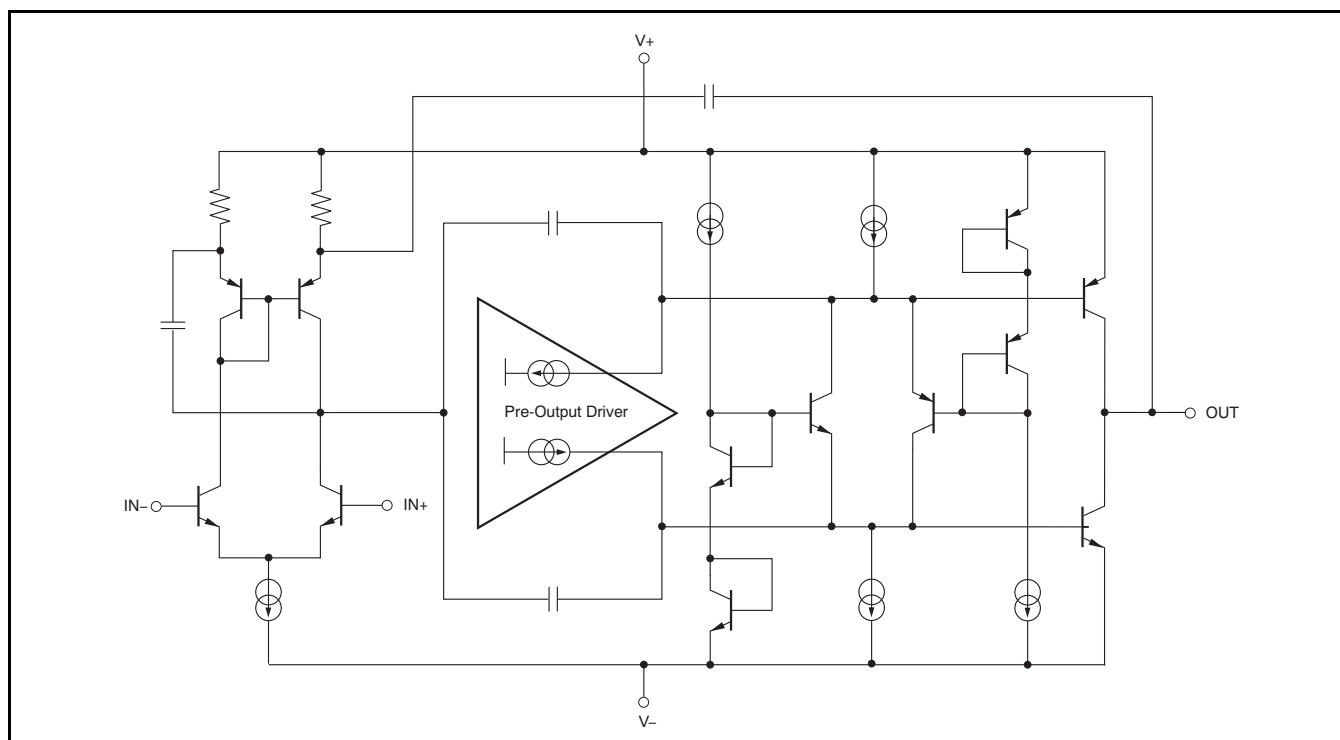 V+
Pre-Output Driver
OUT
IN–
IN+
V–